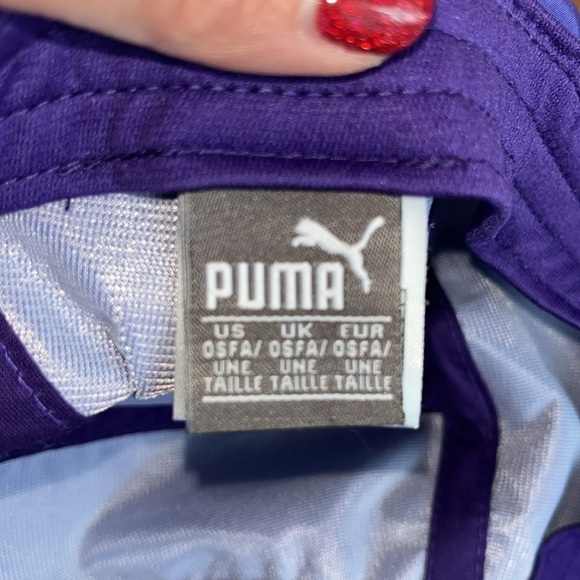 PUMA
US UK EUR
OSFA/ OSFA/ OSFA/
UNE UNE UNE
TAILLE TAILLE TAILLE